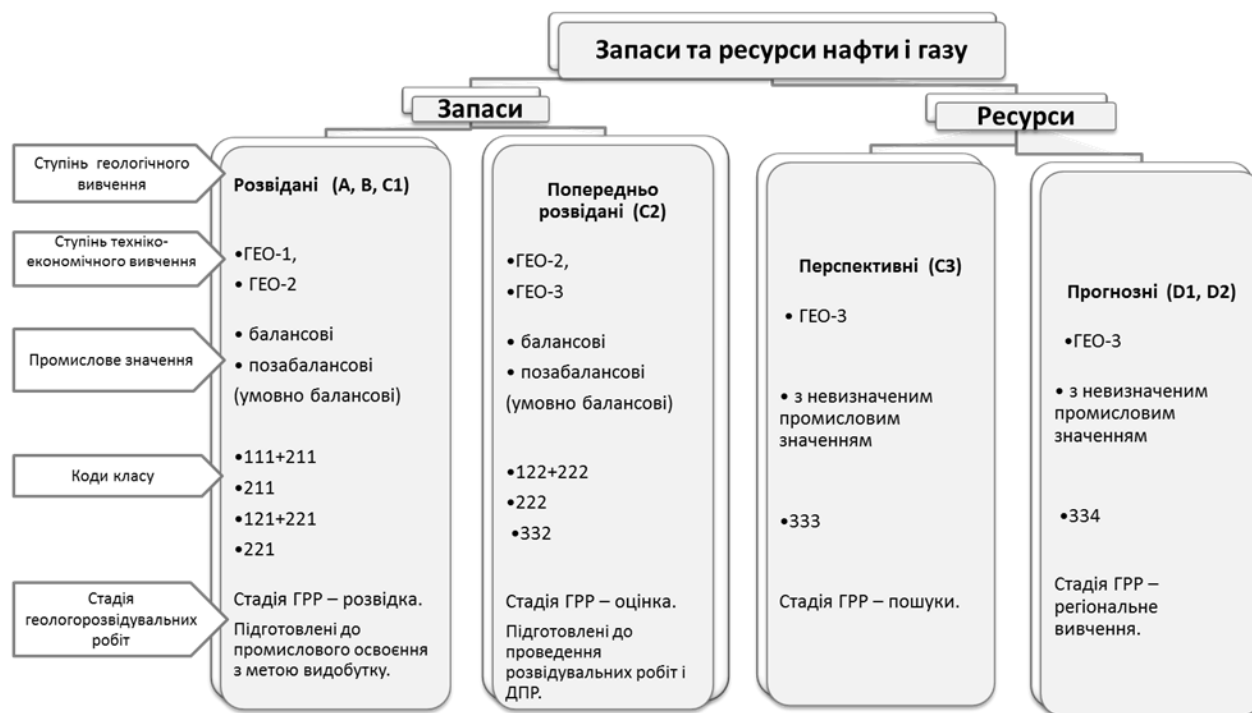 Запаси та ресурси нафти і газу
Запаси
Ресурси
Ступінь геологічного
вивчення
Ступінь техніко-
економічного вивчення
Промислове значення
Коди класу
Стадія
геологорозвідувальних
робіт
Розвідані (А, В, С1)
•ГЕО-1,
• ГЕО-2
• балансові
• позабалансові
(умовно балансові)
•111+211
•211
•121+221
•221
Стадія ГРР – розвідка.
Підготовлені до
промислового освоєння
з метою видобутку.
Попередньо
розвідані (С2)
•ГЕО-2,
•ГЕО-3
• балансові
• позабалансові
(умовно балансові)
•122+222
•222
•332
Стадія ГРР – оцінка.
Підготовлені до
проведення
розвідувальних робіт і
ДПР.
Перспективні (С3)
• ГЕО-3
• з невизначеним
промисловим
значенням
•333
Стадія ГРР – пошуки.
Прогнозні (D1, D2)
•ГЕО-3
• з невизначеним
промисловим
значенням
•334
Стадія ГРР –
регіональне
вивчення.